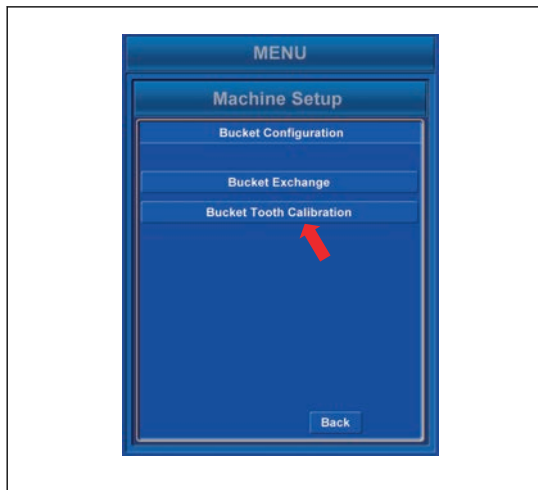 MENU
Machine Setup
Bucket Configuration
Bucket Exchange
Bucket Tooth Calibration
Back